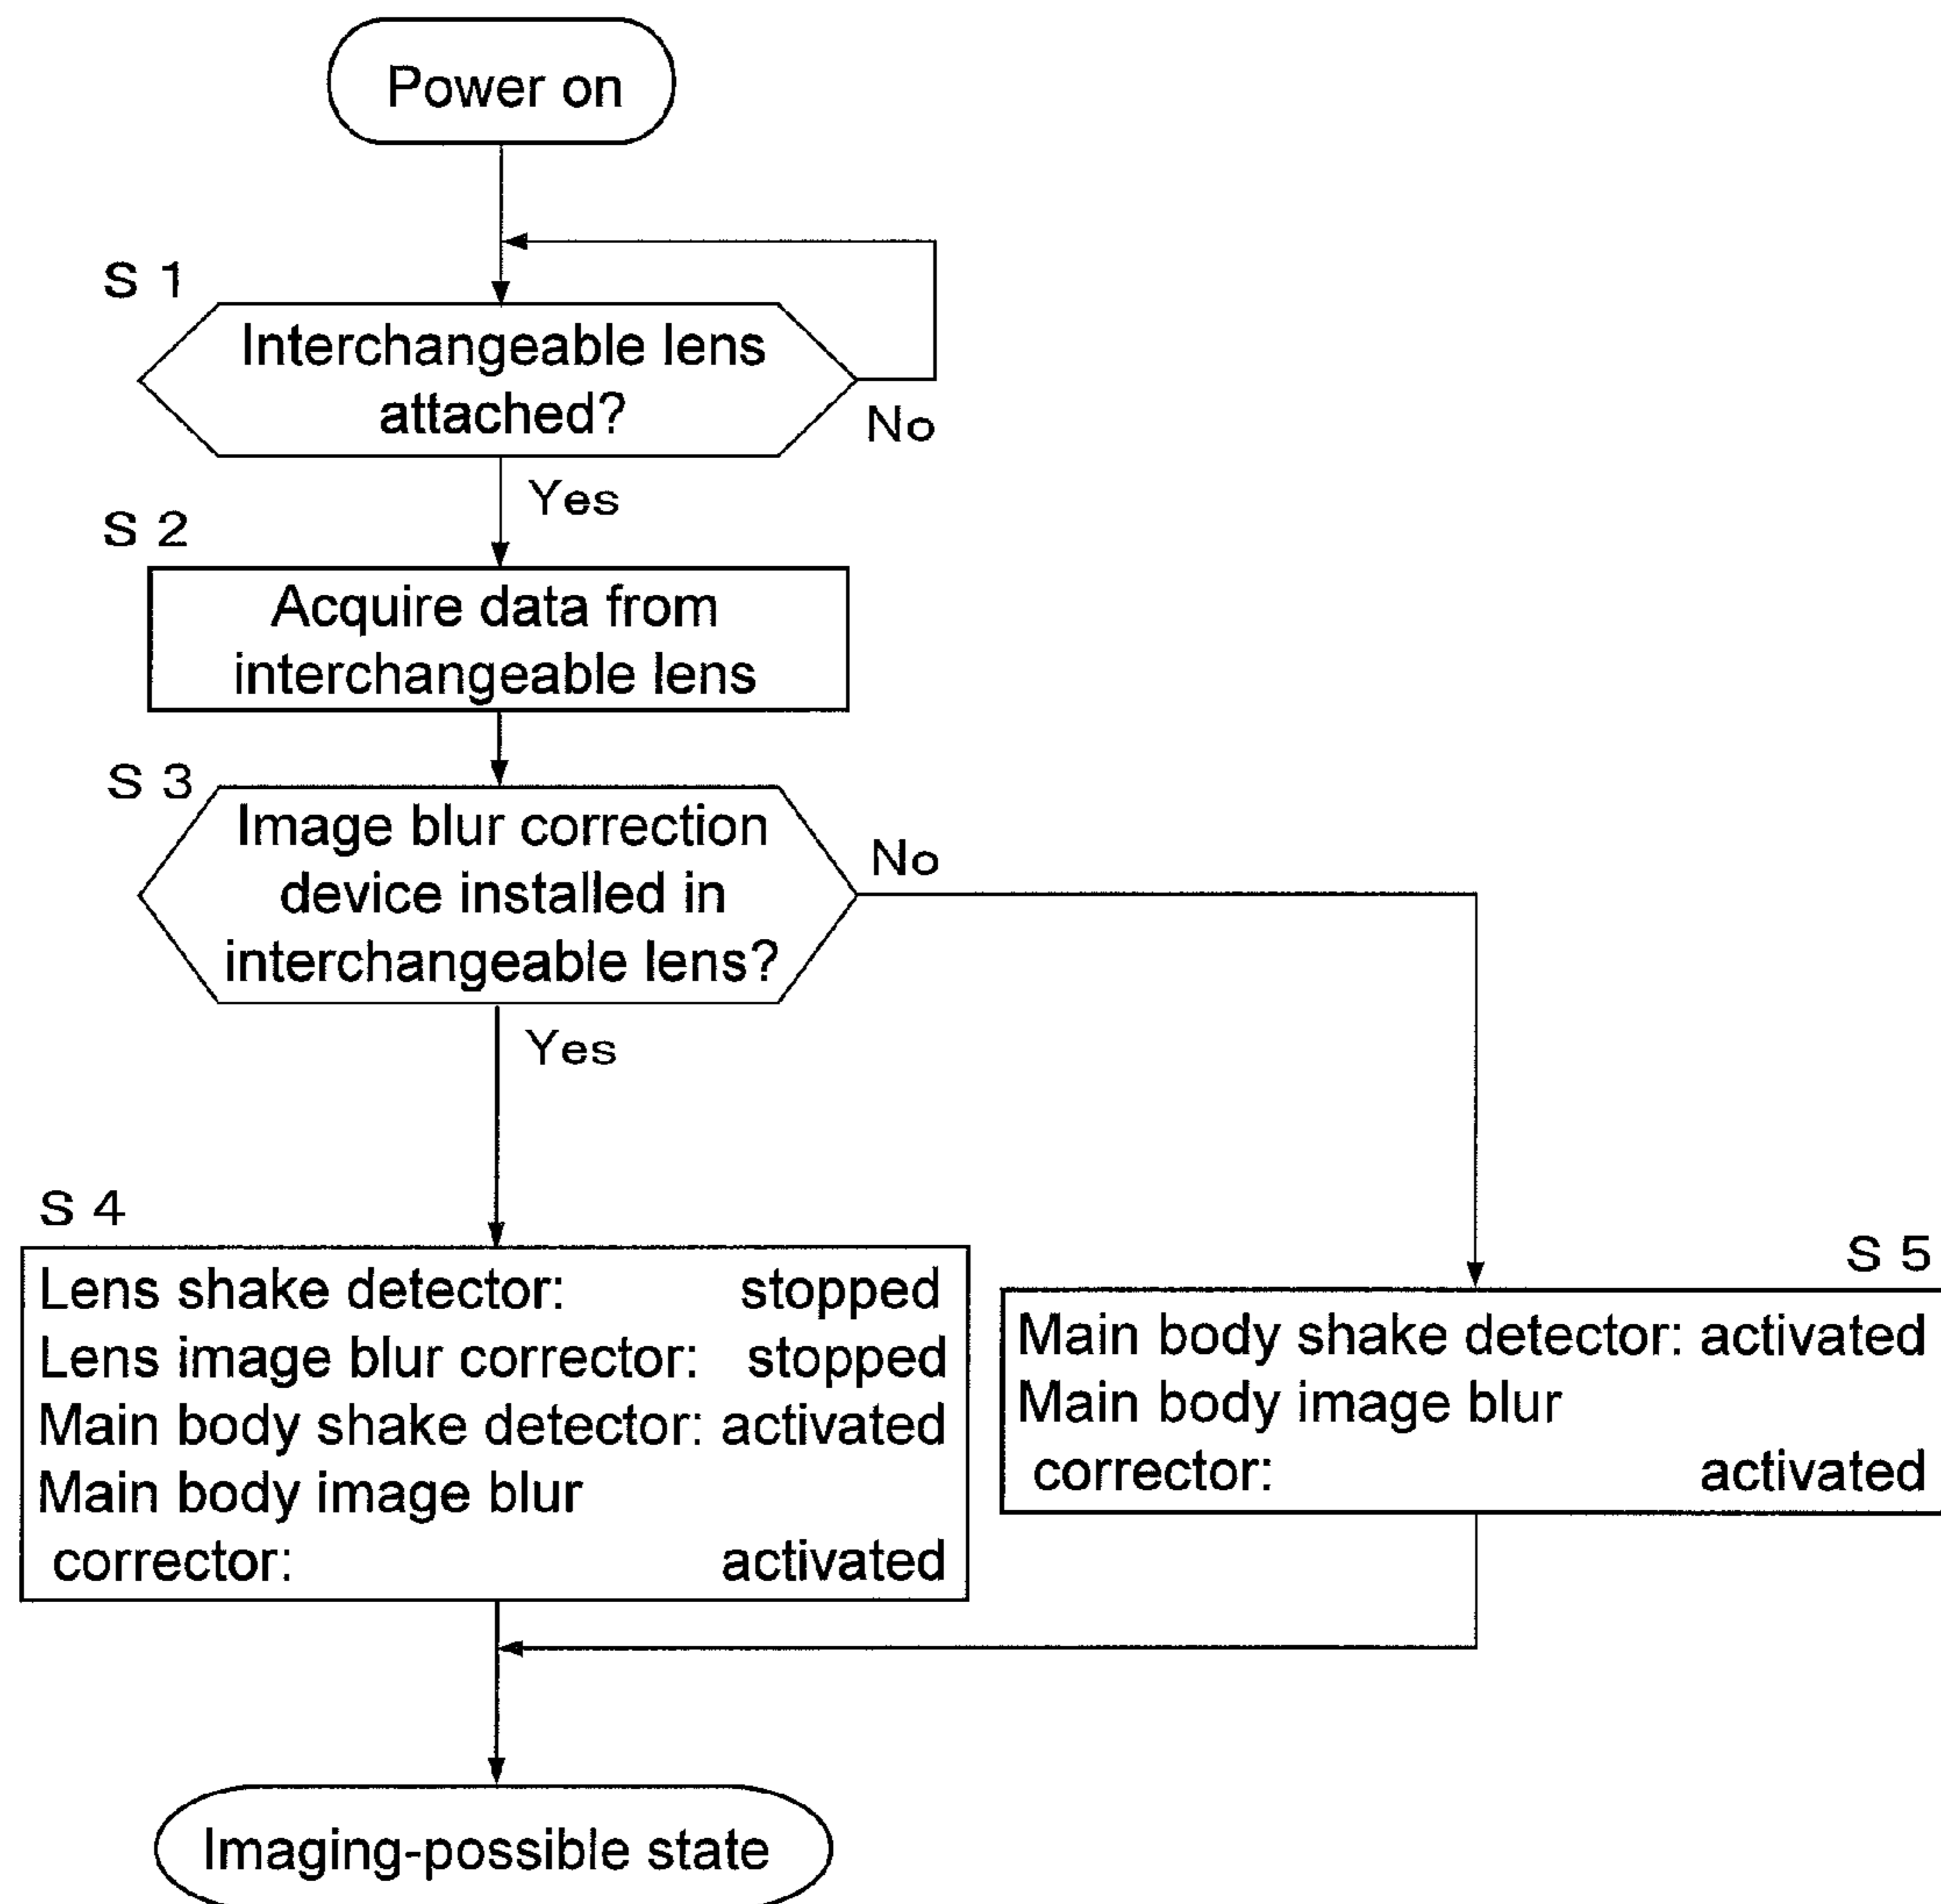 Power on
S 1
Interchangeable lens
attached?
No
Yes
S 2
Acquire data from
interchangeable lens
S 3
Image blur correction
device installed in
interchangeable lens?
No
Yes
S 4
Lens shake detector: stopped
Lens image blur corrector: stopped
Main body shake detector: activated
Main body image blur
corrector: activated
S 5
Main body shake detector: activated
Main body image blur
corrector: activated
Imaging-possible state